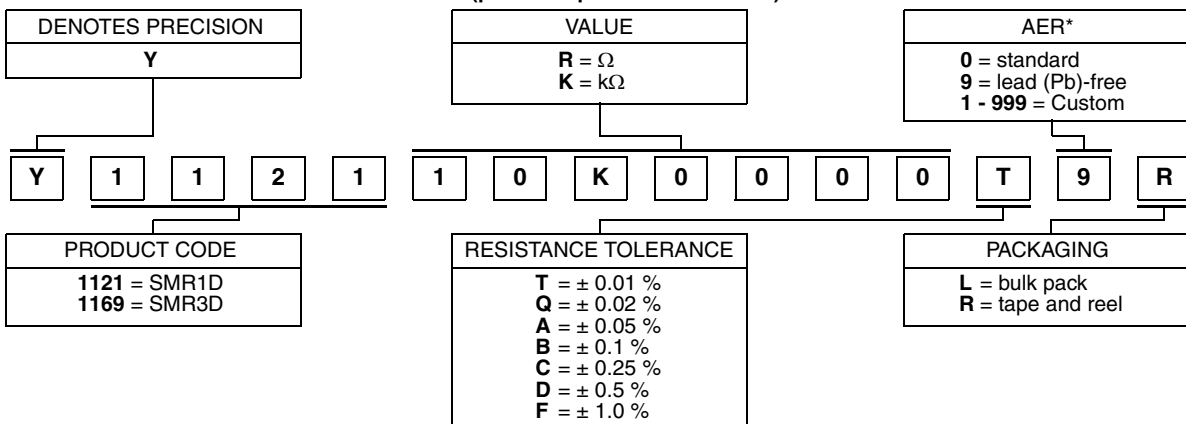 DENOTES PRECISION
Y
VALUE
R = Ω
K = kΩ
AER*
0 = standard
9 = lead (Pb)-free
1 - 999 = Custom
Y 1 1 2 1 1 0 K 0 0 0 0 T 9 R
PRODUCT CODE
1121 = SMR1D
1169 = SMR3D
RESISTANCE TOLERANCE
T = ± 0.01 %
Q = ± 0.02 %
A = ± 0.05 %
B = ± 0.1 %
C = ± 0.25 %
D = ± 0.5 %
F = ± 1.0 %
PACKAGING
L = bulk pack
R = tape and reel